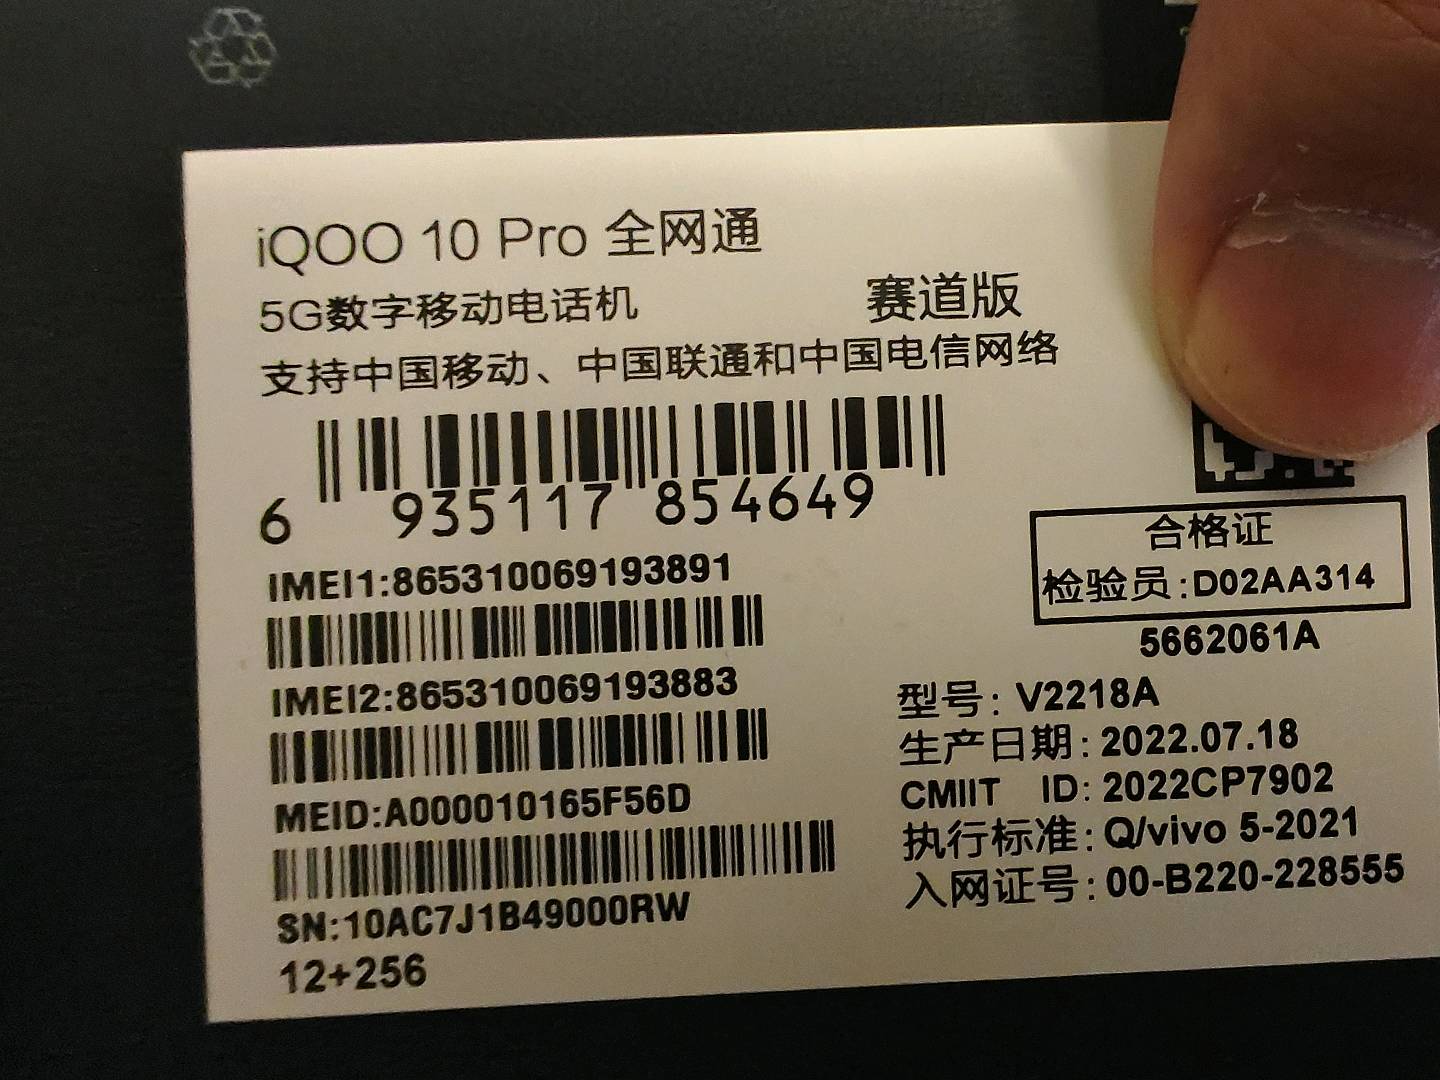 iQOO 10 Pro 全网通
5G数字移动电话机
赛道版
支持中国移动、中国联通和中国电信网络
6 935117 854649
IMEI1:865310069193891
IMEI2:865310069193883
MEID:A000010165F56D
SN:10AC7J1B49000RW
12+256
合格证
检验员:D02AA314
5662061A
型号: V2218A
生产日期: 2022.07.18
CMIIT ID: 2022CP7902
执行标准: Q/vivo 5-2021
入网证号: 00-B220-228555